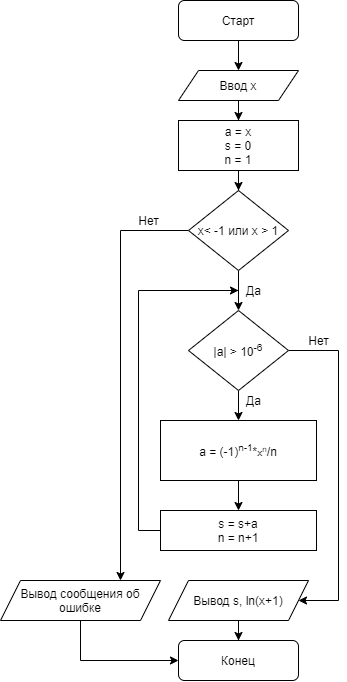 Старт
Ввод x
a = x
s = 0
n = 1
x< -1 или x > 1
Нет
Да
|a| > 10⁻⁶
Нет
Да
a = (-1)ⁿ⁻¹*xⁿ/n
s = s+a
n = n+1
Вывод сообщения об
ошибке
Вывод s, ln(x+1)
Конец